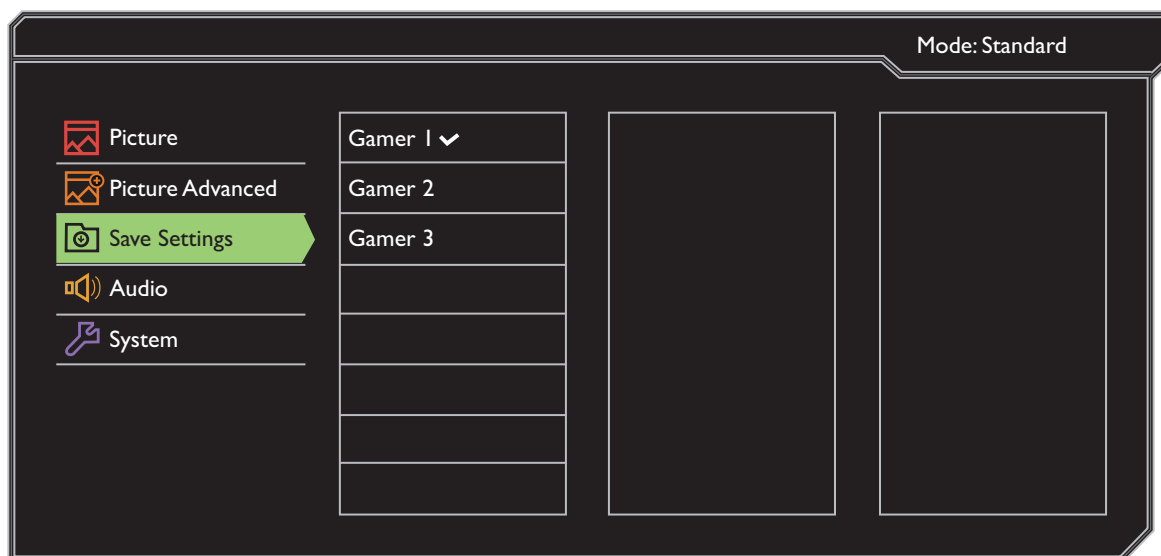 Mode: Standard
Picture
Picture Advanced
Save Settings
Audio
System
Gamer 1
Gamer 2
Gamer 3